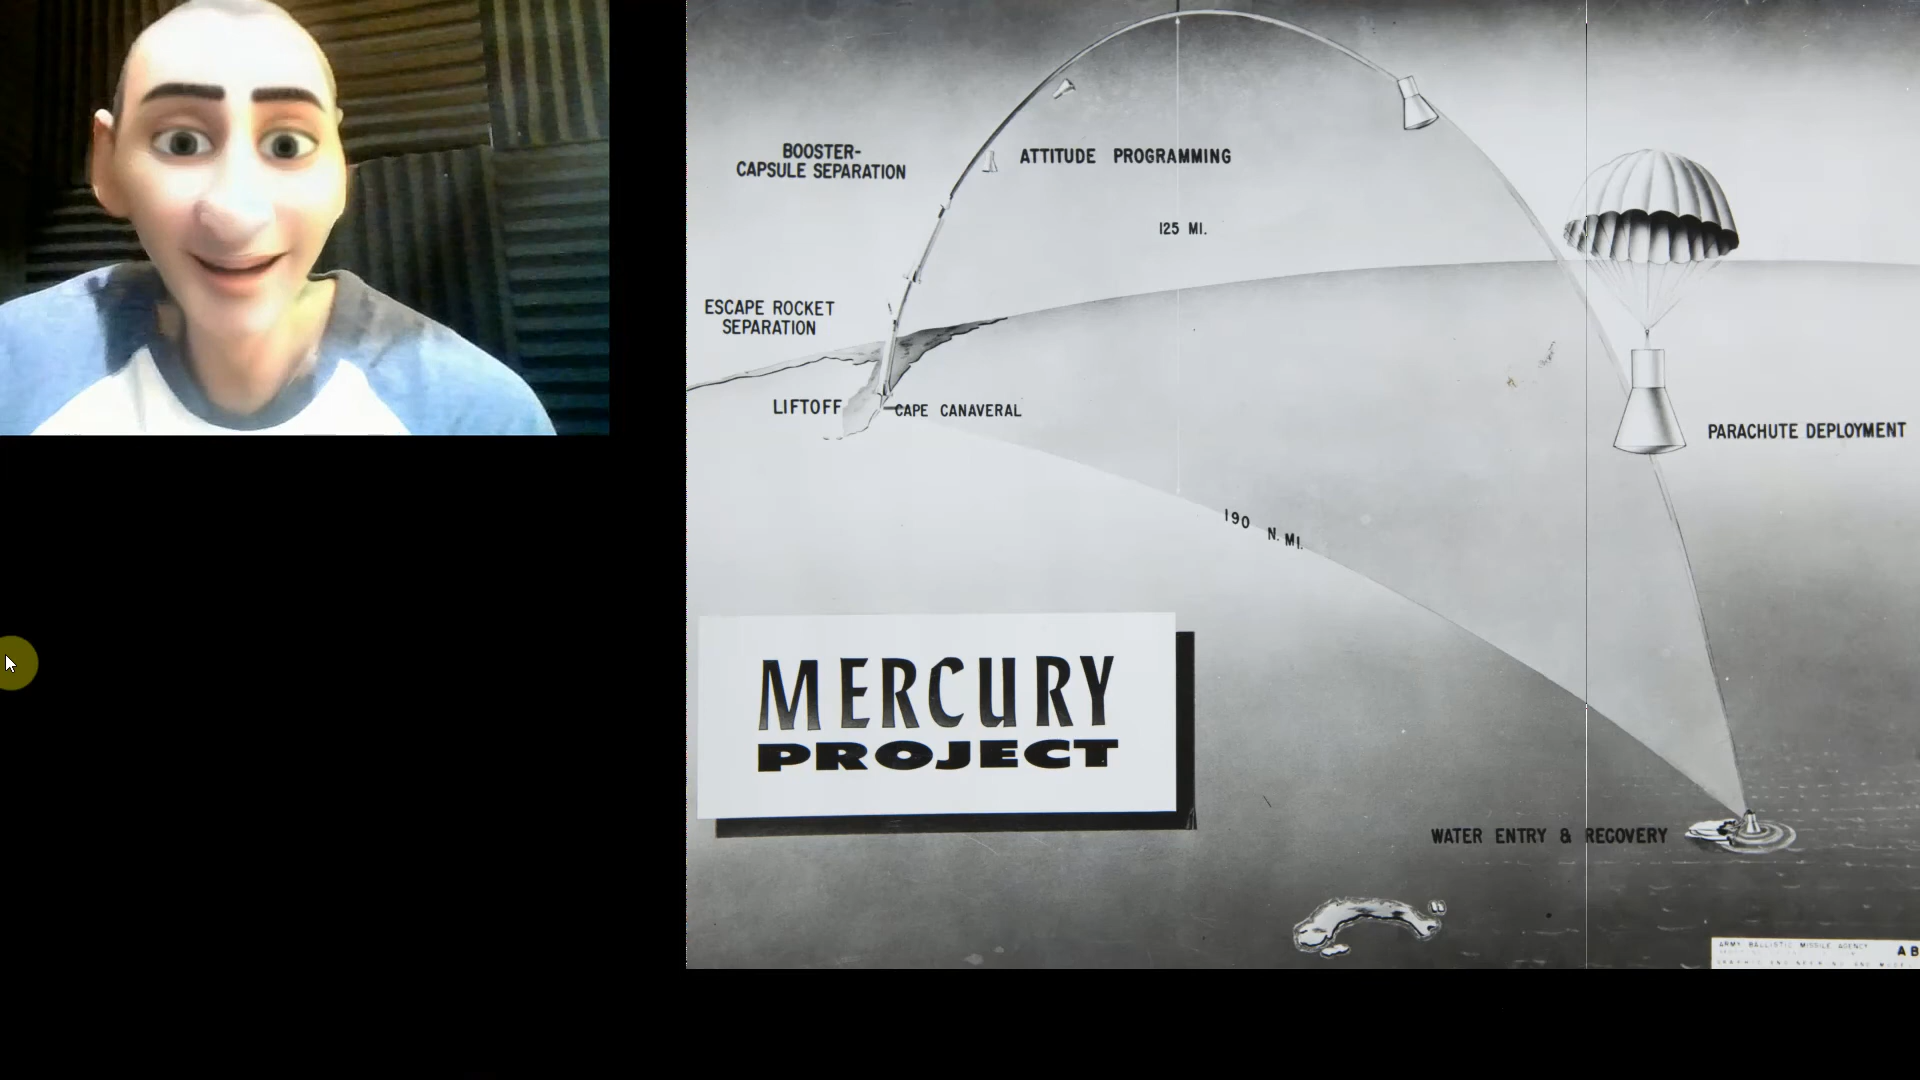 BOOSTER-
CAPSULE SEPARATION
ATTITUDE PROGRAMMING
125 MI.
ESCAPE ROCKET
SEPARATION
LIFTOFF
CAPE CANAVERAL
PARACHUTE DEPLOYMENT
190 N. MI.
MERCURY
PROJECT
WATER ENTRY & RECOVERY
ARMY BALLISTIC MISSILE AGENCY
AB